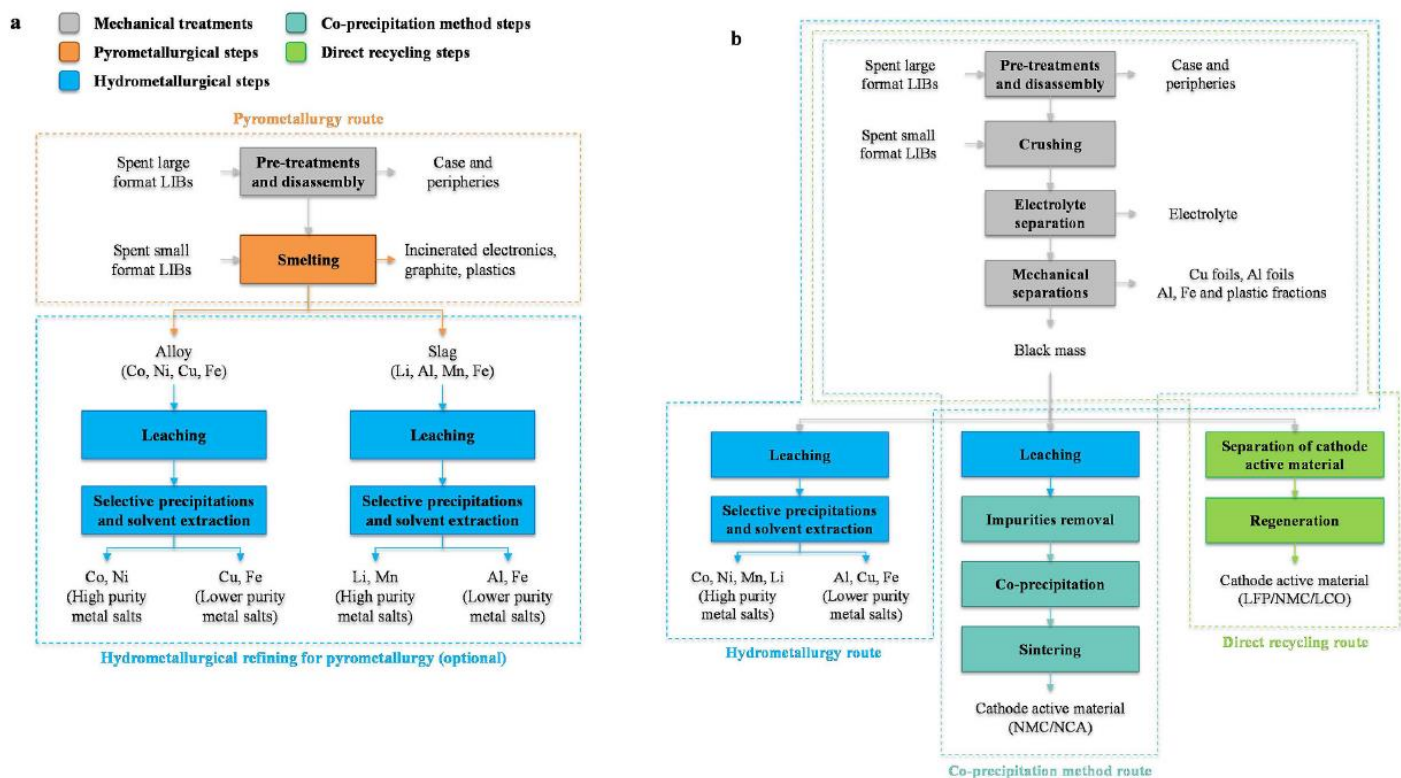 a
Mechanical treatments
Pyrometallurgical steps
Hydrometallurgical steps
Co-precipitation method steps
Direct recycling steps
Pyrometallurgy route
Spent large
format LIBs
Pre-treatments
and disassembly
Case and
peripheries
Spent small
format LIBs
Smelting
Incinerated electronics,
graphite, plastics
Alloy
(Co, Ni, Cu, Fe)
Slag
(Li, Al, Mn, Fe)
Leaching
Leaching
Selective precipitations
and solvent extraction
Selective precipitations
and solvent extraction
Co, Ni
(High purity
metal salts
Cu, Fe
(Lower purity
metal salts)
Li, Mn
(High purity
metal salts)
Al, Fe
(Lower purity
metal salts)
Hydrometallurgical refining for pyrometallurgy (optional)
b
Spent large
format LIBs
Pre-treatments
and disassembly
Case and
peripheries
Spent small
format LIBs
Crushing
Electrolyte
separation
Electrolyte
Mechanical
separations
Cu foils, Al foils
Al, Fe and plastic fractions
Black mass
Leaching
Selective precipitations
and solvent extraction
Co, Ni, Mn, Li
(High purity
metal salts)
Al, Cu, Fe
(Lower purity
metal salts)
Hydrometallurgy route
Leaching
Impurities removal
Co-precipitation
Sintering
Cathode active material
(NMC/NCA)
Co-precipitation method route
Separation of cathode
active material
Regeneration
Cathode active material
(LFP/NMC/LCO)
Direct recycling route